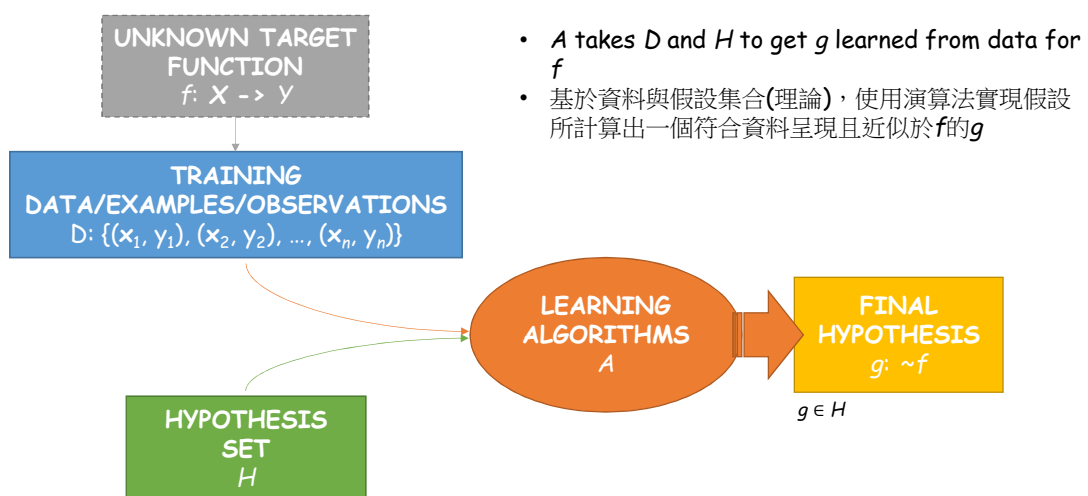 UNKNOWN TARGET
FUNCTION
f: X -> Y
• A takes D and H to get g learned from data for
f
• 基於資料與假設集合(理論)，使用演算法實現假設
所計算出一個符合資料呈現且近似於f的g
TRAINING
DATA/EXAMPLES/OBSERVATIONS
D: {(x₁, y₁), (x₂, y₂), …, (xₙ, yₙ)}
LEARNING
ALGORITHMS
A
FINAL
HYPOTHESIS
g: ~f
g ∈ H
HYPOTHESIS
SET
H